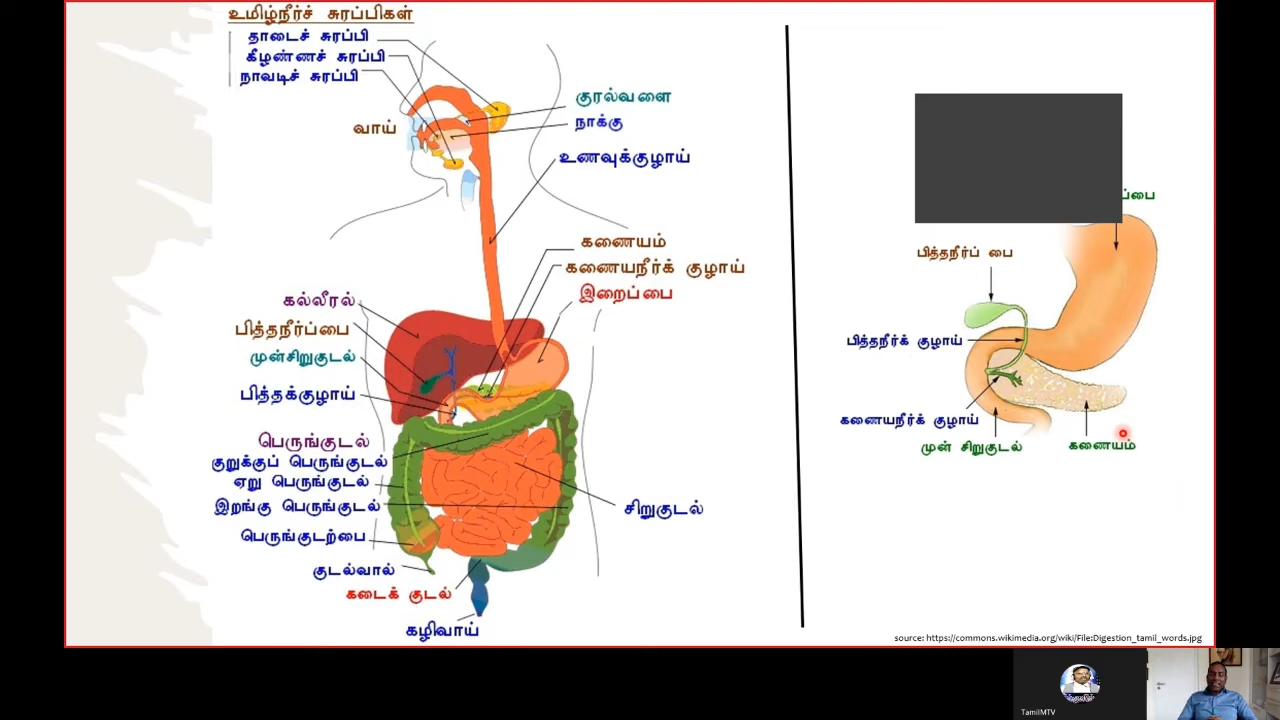 உமிழ்நீர்ச் சுரப்பிகள்
தாடைச் சுரப்பி
கீழண்ணச் சுரப்பி
நாவடிச் சுரப்பி
வாய்
குரல்வளை
நாக்கு
உணவுக்குழாய்
கணையம்
கணையநீர்க் குழாய்
இறைப்பை
கல்லீரல்
பித்தநீர்ப்பை
முன்சிறுகுடல்
பித்தக்குழாய்
பெருங்குடல்
குறுக்குப் பெருங்குடல்
ஏறு பெருங்குடல்
இறங்கு பெருங்குடல்
பெருங்குடற்பை
குடல்வால்
கடைக் குடல்
கழிவாய்
சிறுகுடல்
ப்பை
பித்தநீர்ப் பை
பித்தநீர்க் குழாய்
கணையநீர்க் குழாய்
முன் சிறுகுடல்
கணையம்
source: https://commons.wikimedia.org/wiki/File:Digestion_tamil_words.jpg
TamilMTV